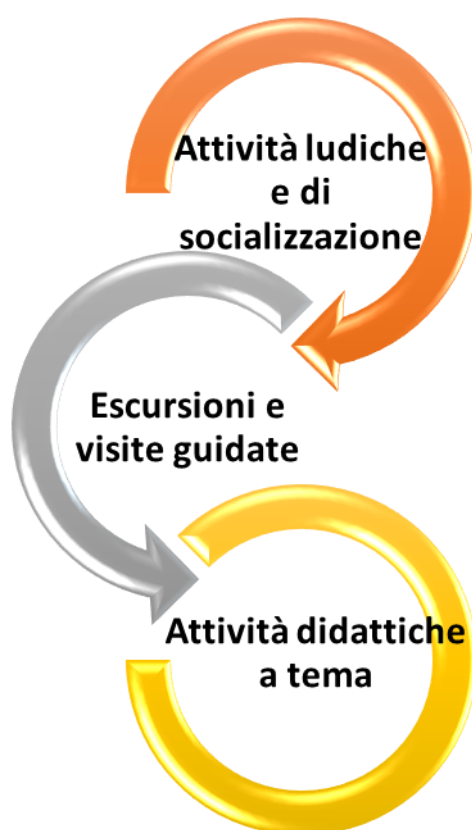 Attività ludiche
e di
socializzazione
Escursioni e
visite guidate
Attività didattiche
a tema